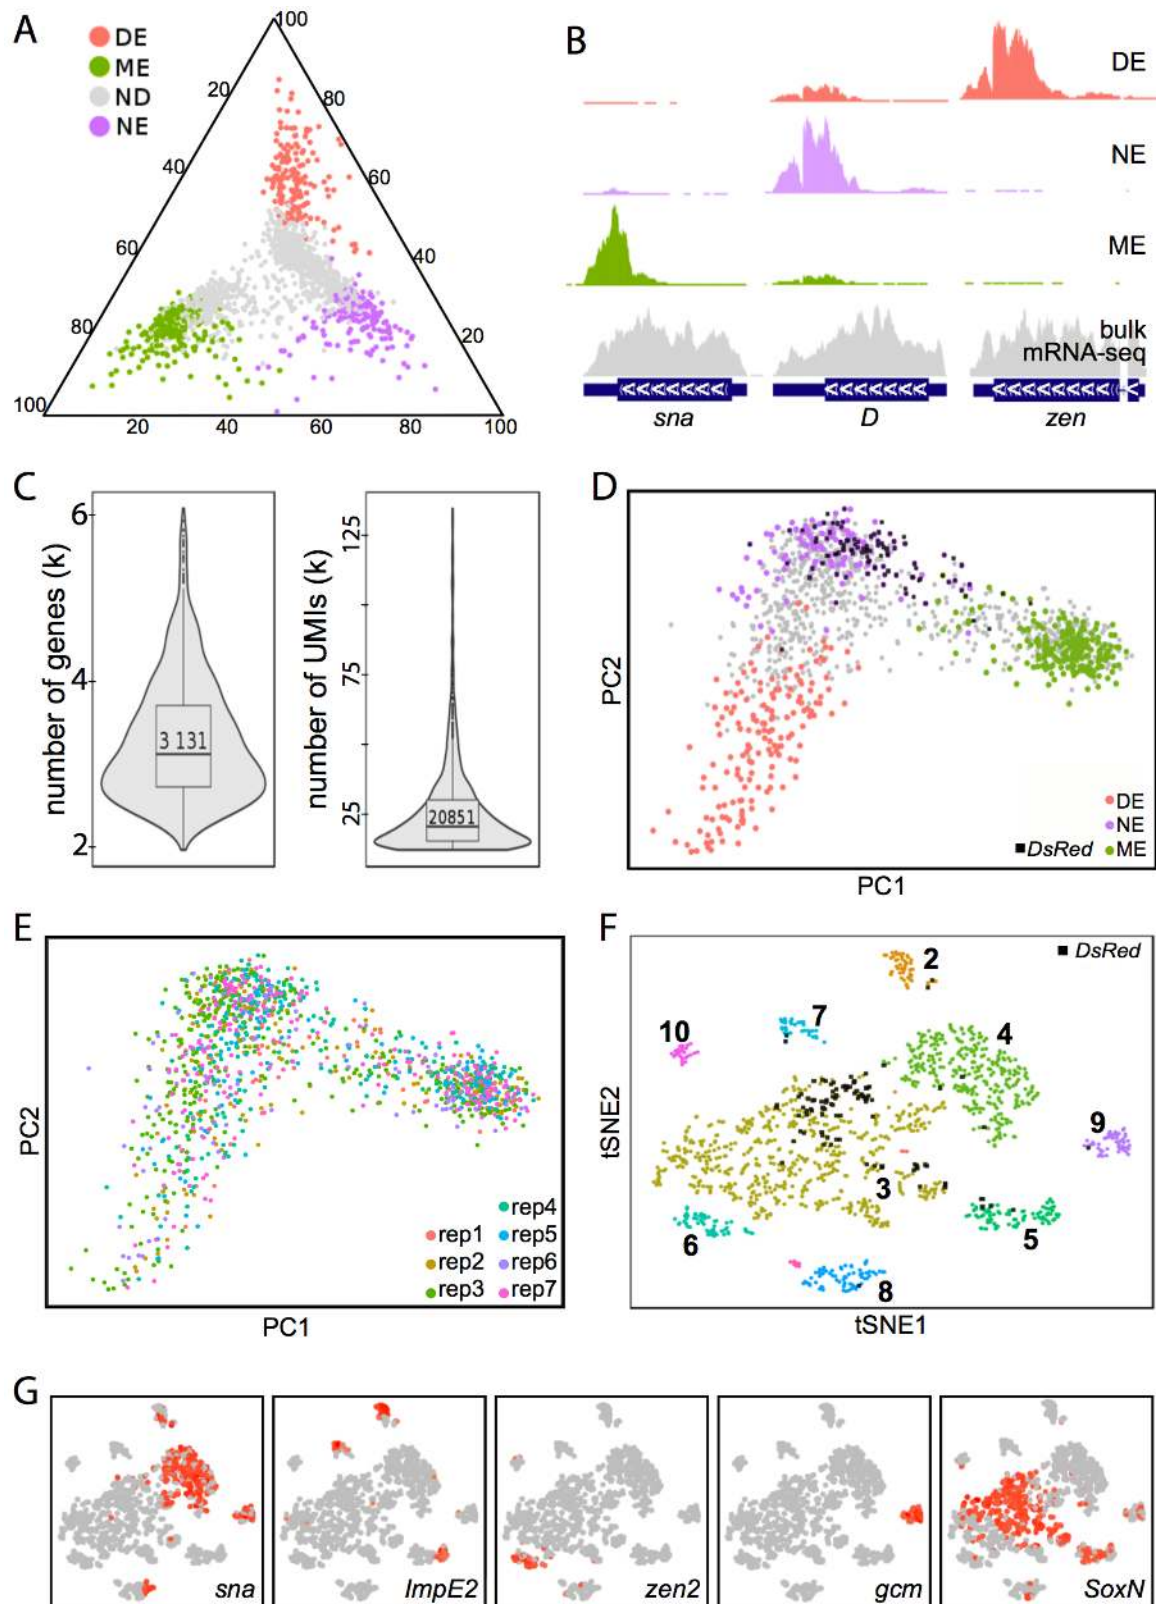 A
DE
ME
ND
NE
100
20
80
40
60
60
40
80
20
100
20
40
60
80
100
B
DE
NE
ME
bulk
mRNA-seq
sna
D
zen
C
number of genes (k)
6
4
2
3 131
number of UMIs (k)
125
75
25
20851
D
PC2
PC1
DE
NE
DsRed
ME
E
PC2
PC1
rep4
rep1
rep5
rep2
rep6
rep3
rep7
F
DsRed
2
7
10
4
9
3
6
5
8
tSNE2
tSNE1
G
sna
ImpE2
zen2
gcm
SoxN